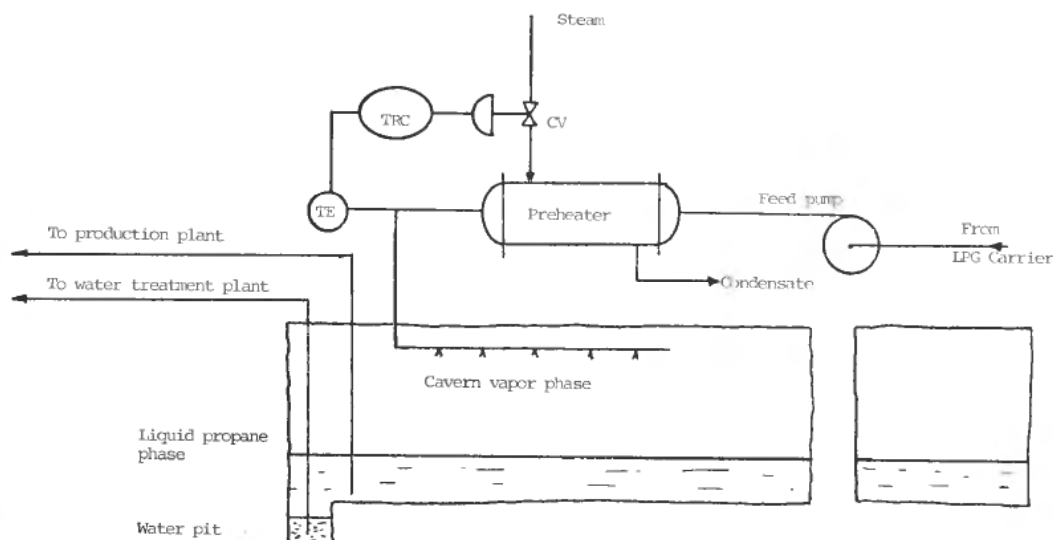 Steam
TRC
CV
TE
Preheater
Feed pump
From
LPG Carrier
To production plant
Condensate
To water treatment plant
Cavern vapor phase
Liquid propane
phase
Water pit